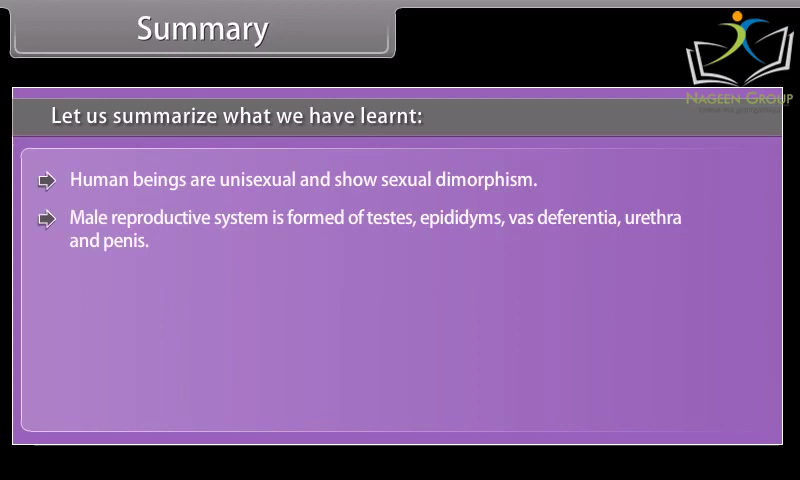 Summary
NAGEEN GROUP
Let us summarize what we have learnt:
Human beings are unisexual and show sexual dimorphism.
Male reproductive system is formed of testes, epididyms, vas deferentia, urethra
and penis.